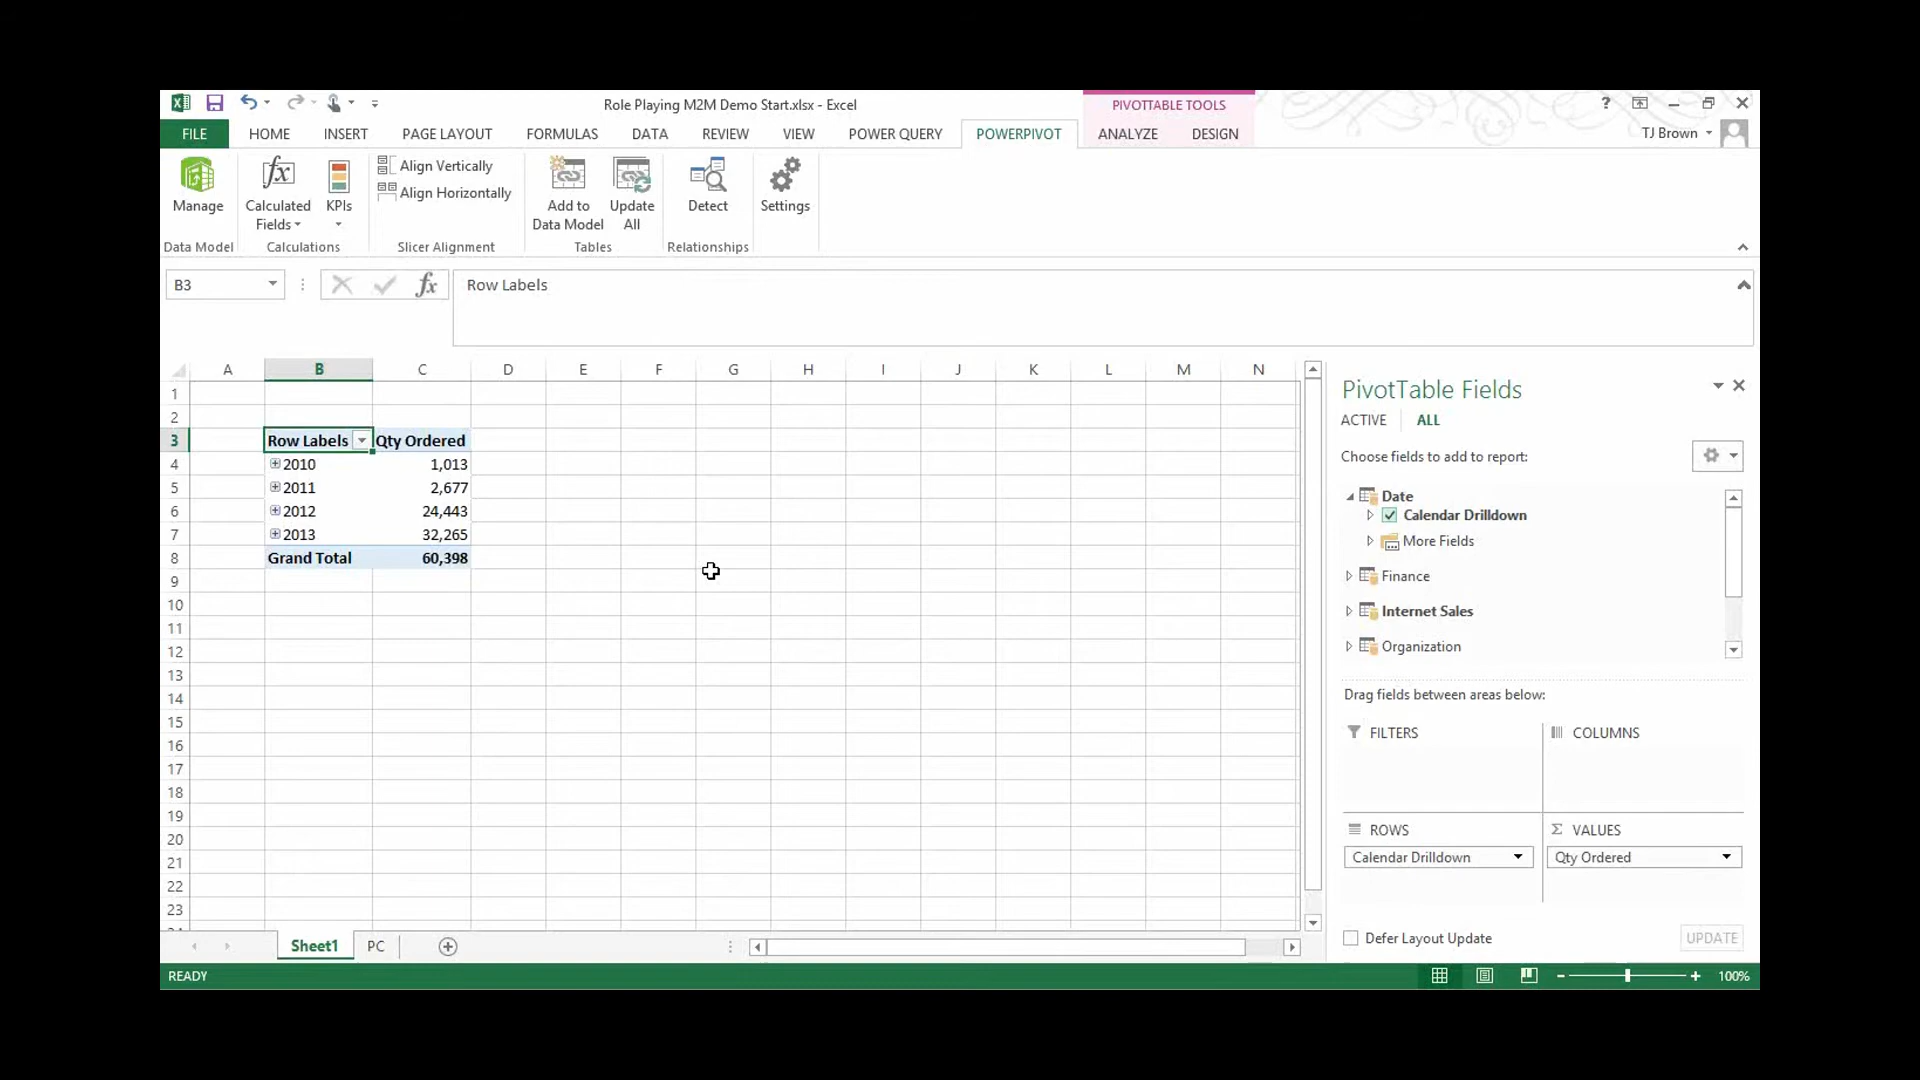 Role Playing M2M Demo Start.xlsx - Excel
PIVOTTABLE TOOLS
?
FILE HOME INSERT PAGE LAYOUT FORMULAS DATA REVIEW VIEW POWER QUERY POWERPIVOT ANALYZE DESIGN TJ Brown
Manage
Calculated
Fields
KPIs
Align Vertically
Align Horizontally
Add to
Data Model
Update
All
Detect
Settings
Data Model Calculations Slicer Alignment Tables Relationships
B3 fx Row Labels
A B C D E F G H I J K L M N
1
2
3 Row Labels Qty Ordered
4 2010 1,013
5 2011 2,677
6 2012 24,443
7 2013 32,265
8 Grand Total 60,398
9
10
11
12
13
14
15
16
17
18
19
20
21
22
23
PivotTable Fields
ACTIVE ALL
Choose fields to add to report:
Date
Calendar Drilldown
More Fields
Finance
Internet Sales
Organization
Drag fields between areas below:
FILTERS COLUMNS
ROWS Σ VALUES
Calendar Drilldown Qty Ordered
Defer Layout Update UPDATE
Sheet1 PC
READY 100%